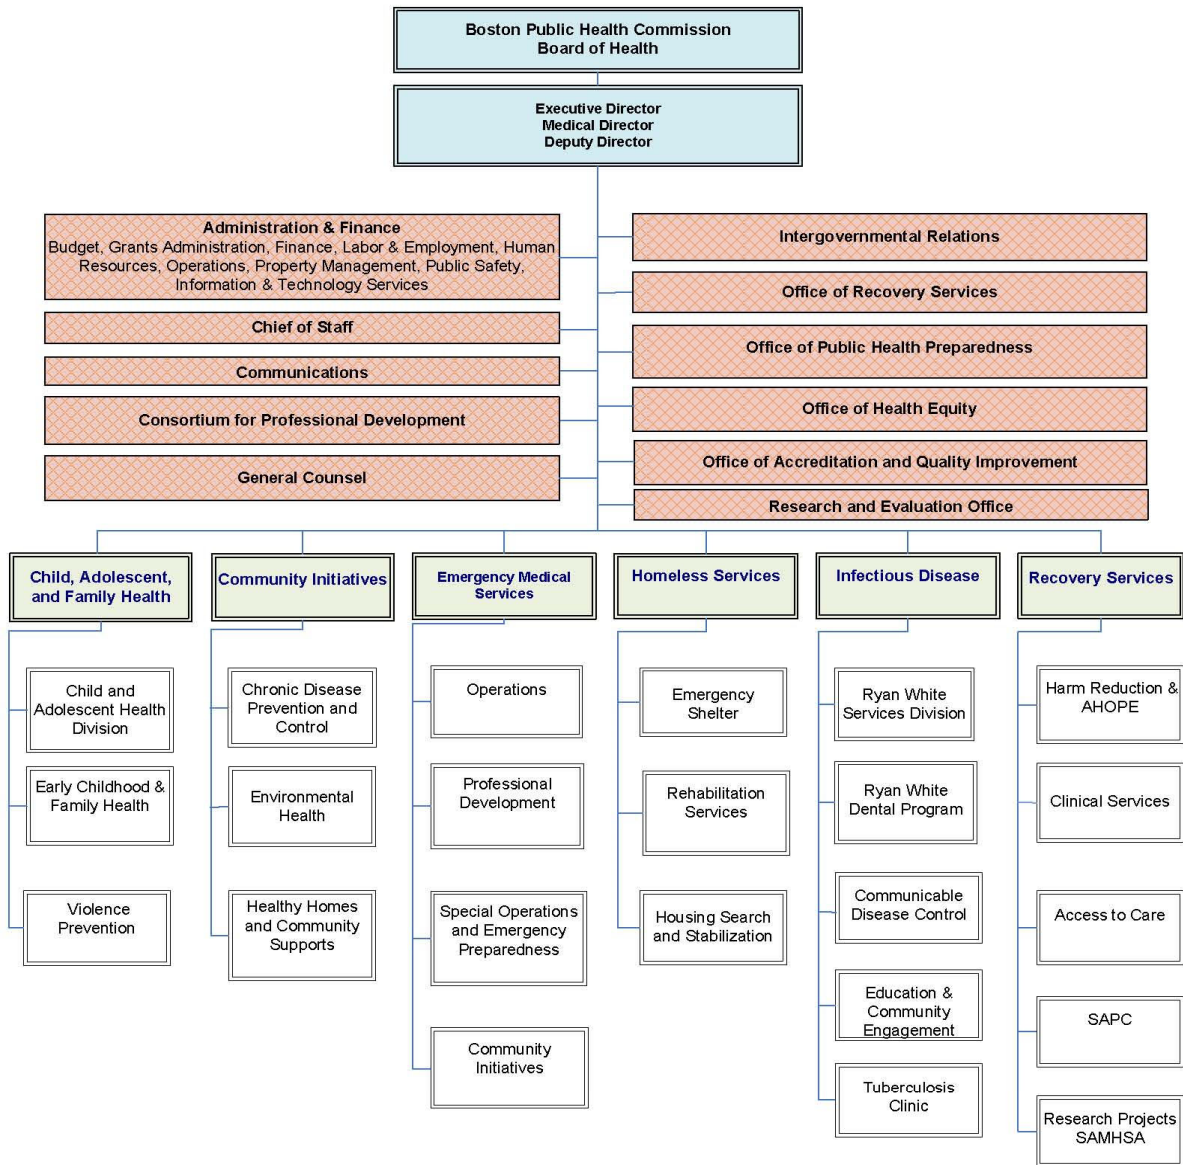 Boston Public Health Commission
Board of Health
Executive Director
Medical Director
Deputy Director
Administration & Finance
Budget, Grants Administration, Finance, Labor & Employment, Human
Resources, Operations, Property Management, Public Safety,
Information & Technology Services
Chief of Staff
Communications
Consortium for Professional Development
General Counsel
Intergovernmental Relations
Office of Recovery Services
Office of Public Health Preparedness
Office of Health Equity
Office of Accreditation and Quality Improvement
Research and Evaluation Office
Child, Adolescent,
and Family Health
Child and
Adolescent Health
Division
Early Childhood &
Family Health
Violence
Prevention
Community Initiatives
Chronic Disease
Prevention and
Control
Environmental
Health
Healthy Homes
and Community
Supports
Emergency Medical
Services
Operations
Professional
Development
Special Operations
and Emergency
Preparedness
Community
Initiatives
Homeless Services
Emergency
Shelter
Rehabilitation
Services
Housing Search
and Stabilization
Infectious Disease
Ryan White
Services Division
Ryan White
Dental Program
Communicable
Disease Control
Education &
Community
Engagement
Tuberculosis
Clinic
Recovery Services
Harm Reduction &
AHOPE
Clinical Services
Access to Care
SAPC
Research Projects
SAMHSA